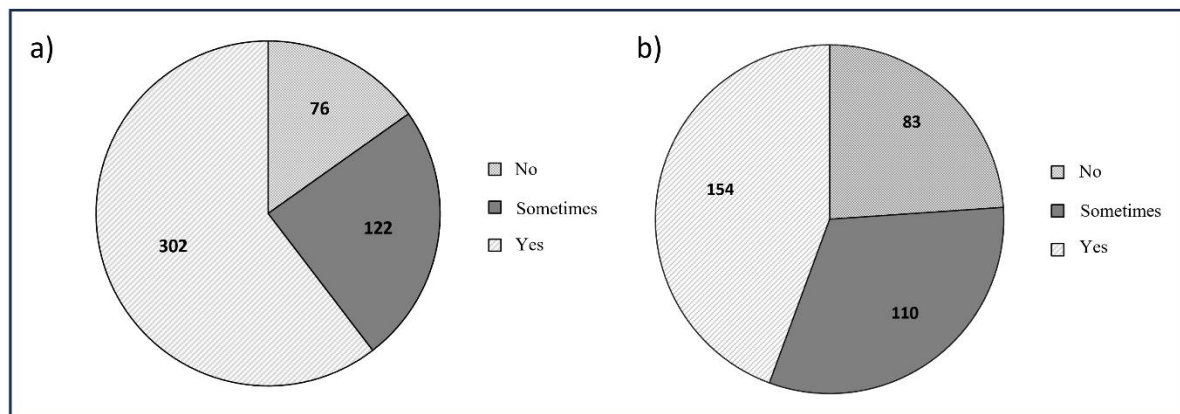 a)
76
122
302
No
Sometimes
Yes
b)
83
110
154
No
Sometimes
Yes